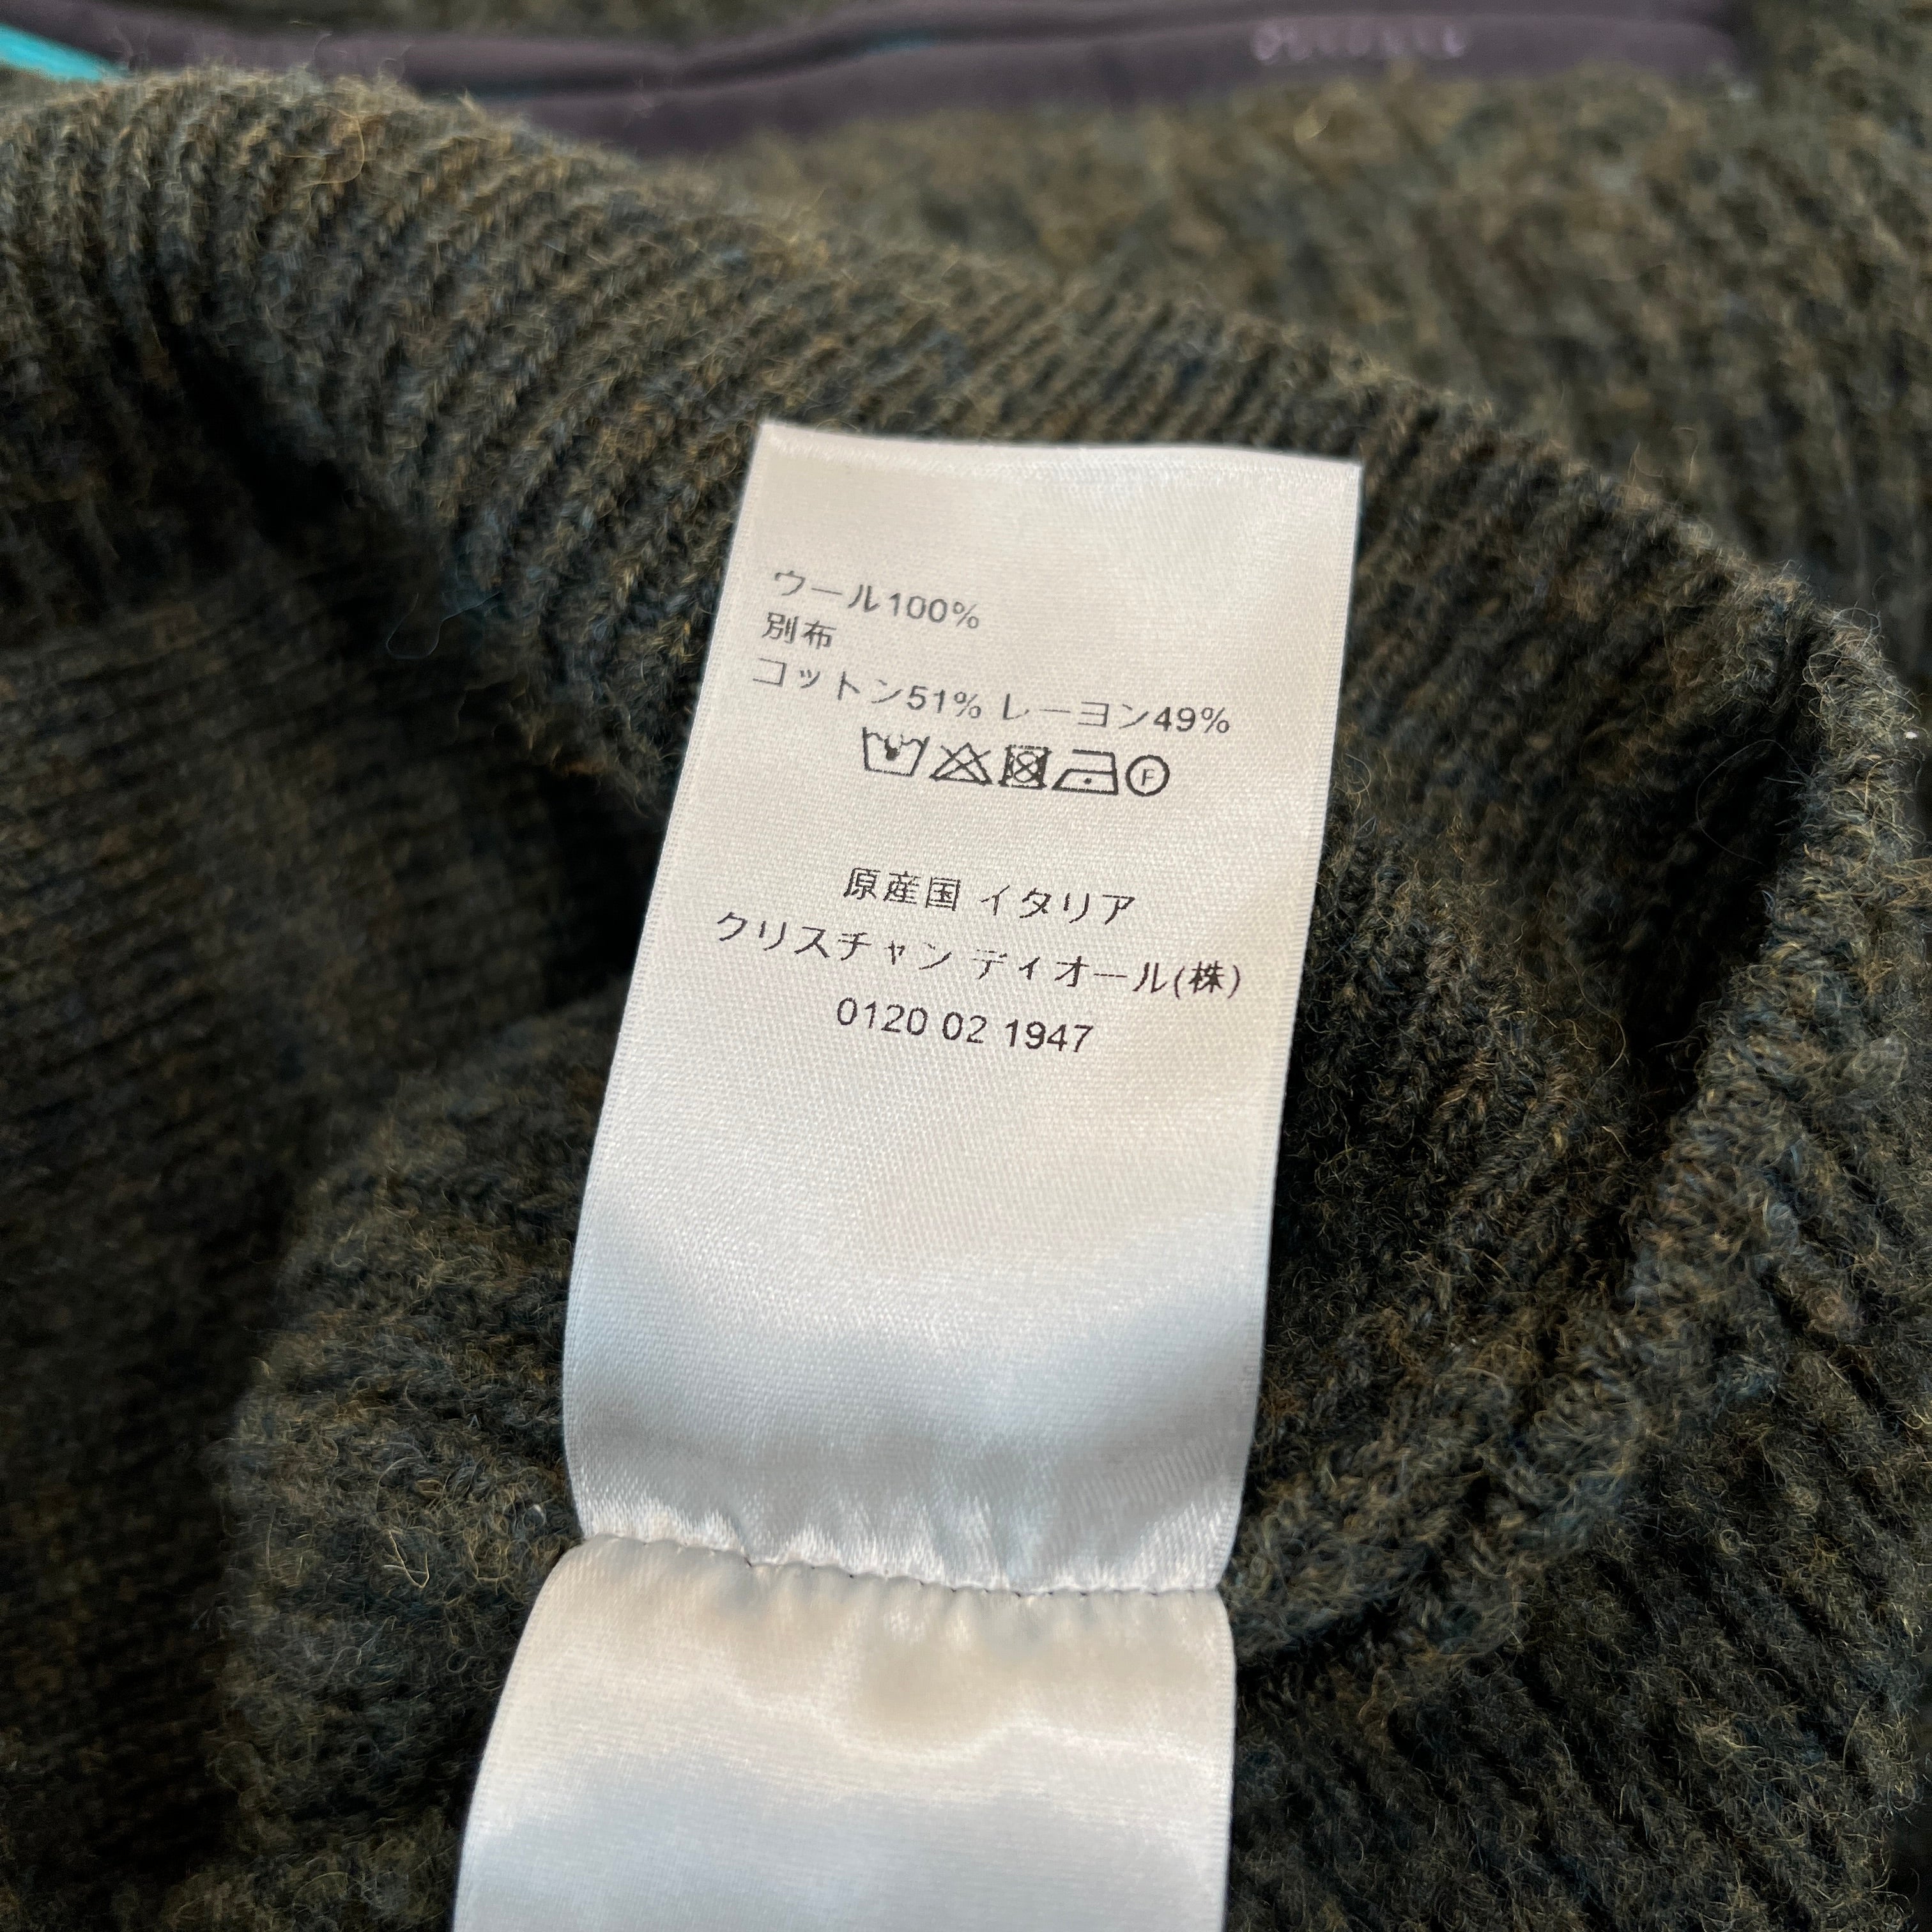 ウール100%
別布
コットン51% レーヨン49%
F
原産国 イタリア
クリスチャン ディオール(株)
0120 02 1947